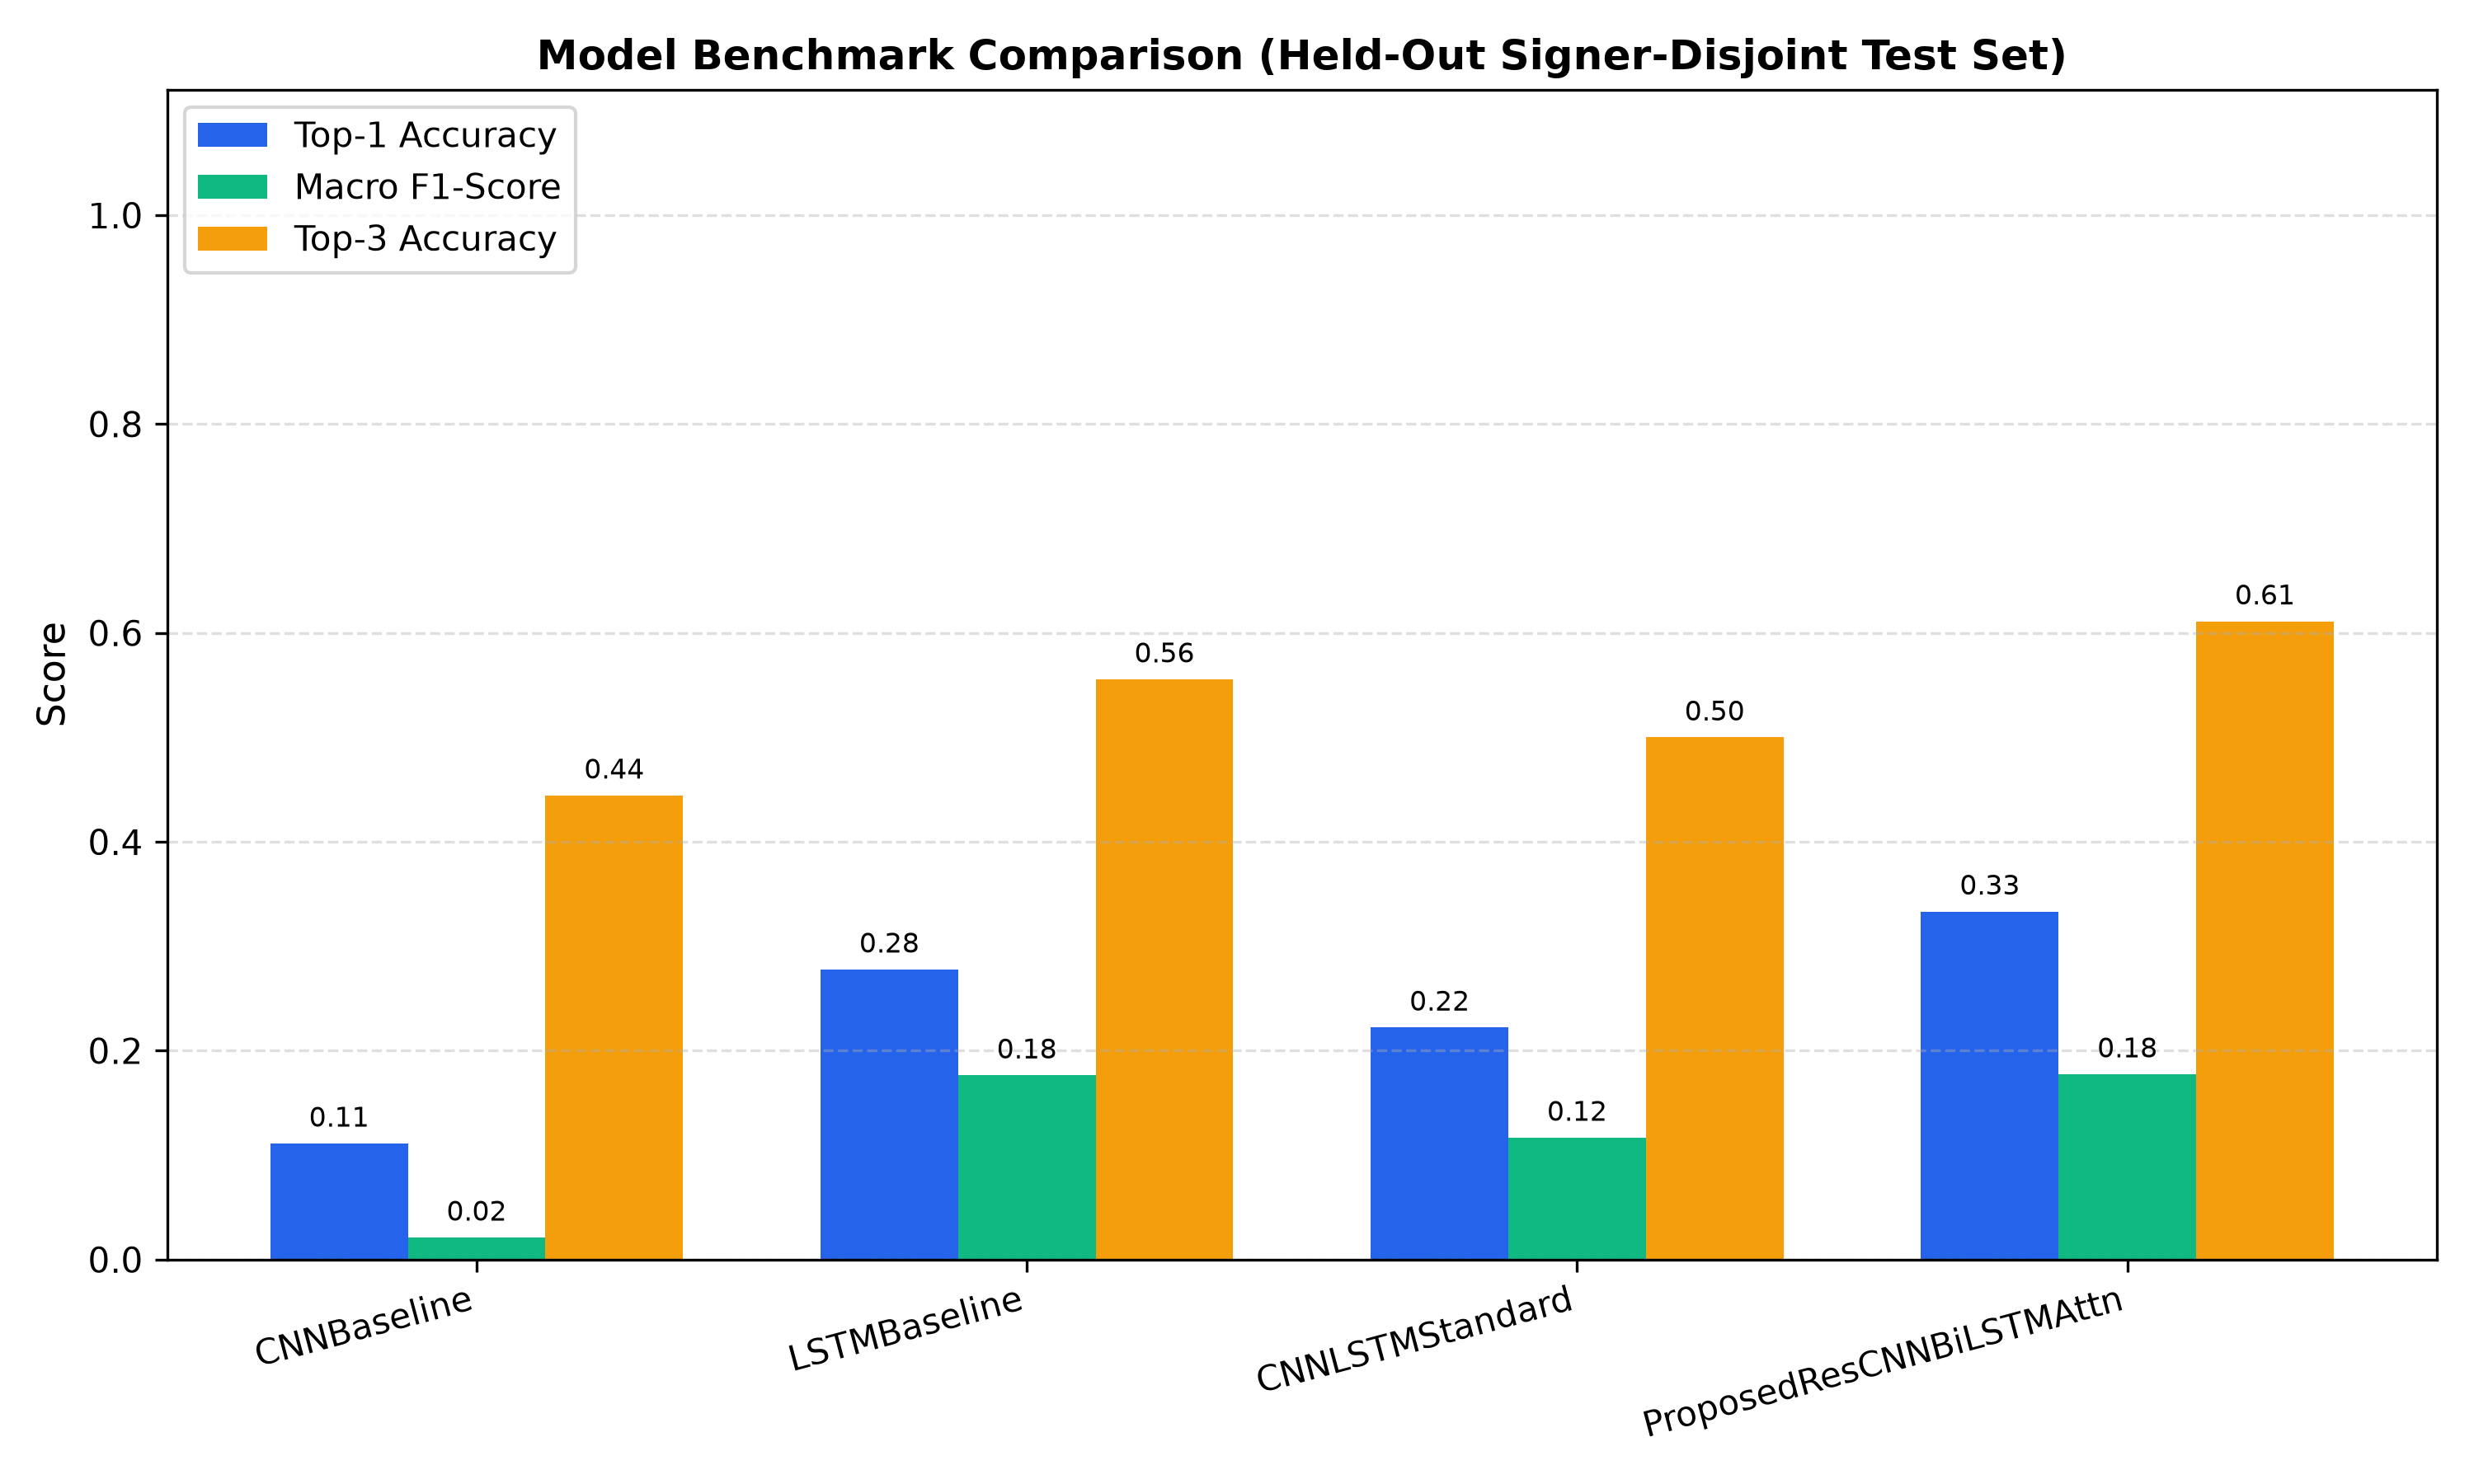 Model Benchmark Comparison (Held-Out Signer-Disjoint Test Set)
Top-1 Accuracy
Macro F1-Score
Top-3 Accuracy
Score
1.0
0.8
0.6
0.4
0.2
0.0
0.11
0.02
0.44
0.28
0.18
0.56
0.22
0.12
0.50
0.33
0.18
0.61
CNNBaseline
LSTMBaseline
CNNLSTMStandard
ProposedResCNNBiLSTMAttn